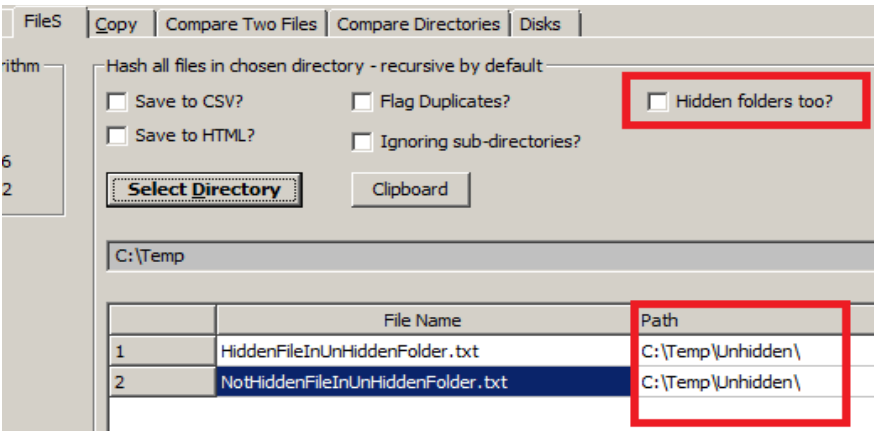 FileS Copy Compare Two Files Compare Directories Disks
rithm Hash all files in chosen directory - recursive by default
Save to CSV? Flag Duplicates? Hidden folders too?
Save to HTML? Ignoring sub-directories?
6
2 Select Directory Clipboard
C:\Temp
File Name Path
1 HiddenFileInUnHiddenFolder.txt C:\Temp\Unhidden\
2 NotHiddenFileInUnHiddenFolder.txt C:\Temp\Unhidden\